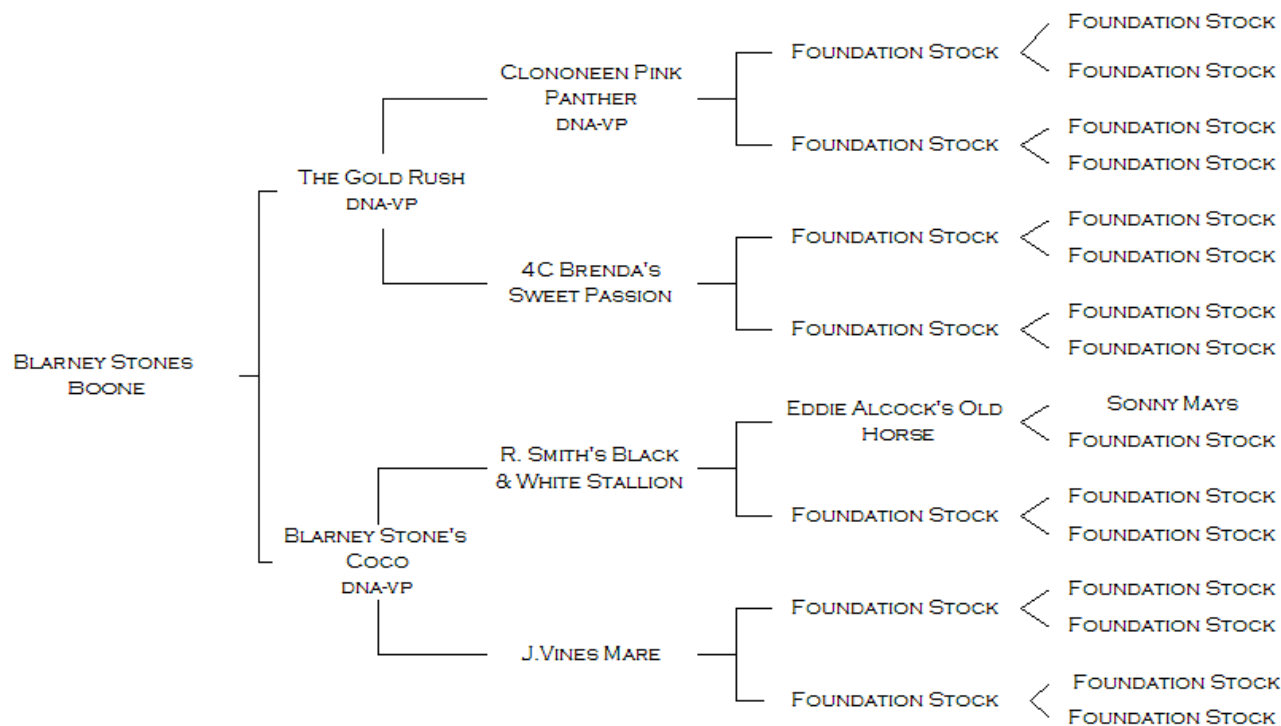 Foundation Stock
Foundation Stock
Foundation Stock
Clononeen Pink
Panther
DNA-VP
Foundation Stock
Foundation Stock
Foundation Stock
The Gold Rush
DNA-VP
Foundation Stock
Foundation Stock
Foundation Stock
4C Brenda's
Sweet Passion
Foundation Stock
Foundation Stock
Foundation Stock
Blarney Stones
Boone
Eddie Alcock's Old
Horse
Sonny Mays
Foundation Stock
R. Smith's Black
& White Stallion
Foundation Stock
Foundation Stock
Foundation Stock
Blarney Stone's
Coco
DNA-VP
Foundation Stock
Foundation Stock
Foundation Stock
J.Vines Mare
Foundation Stock
Foundation Stock
Foundation Stock